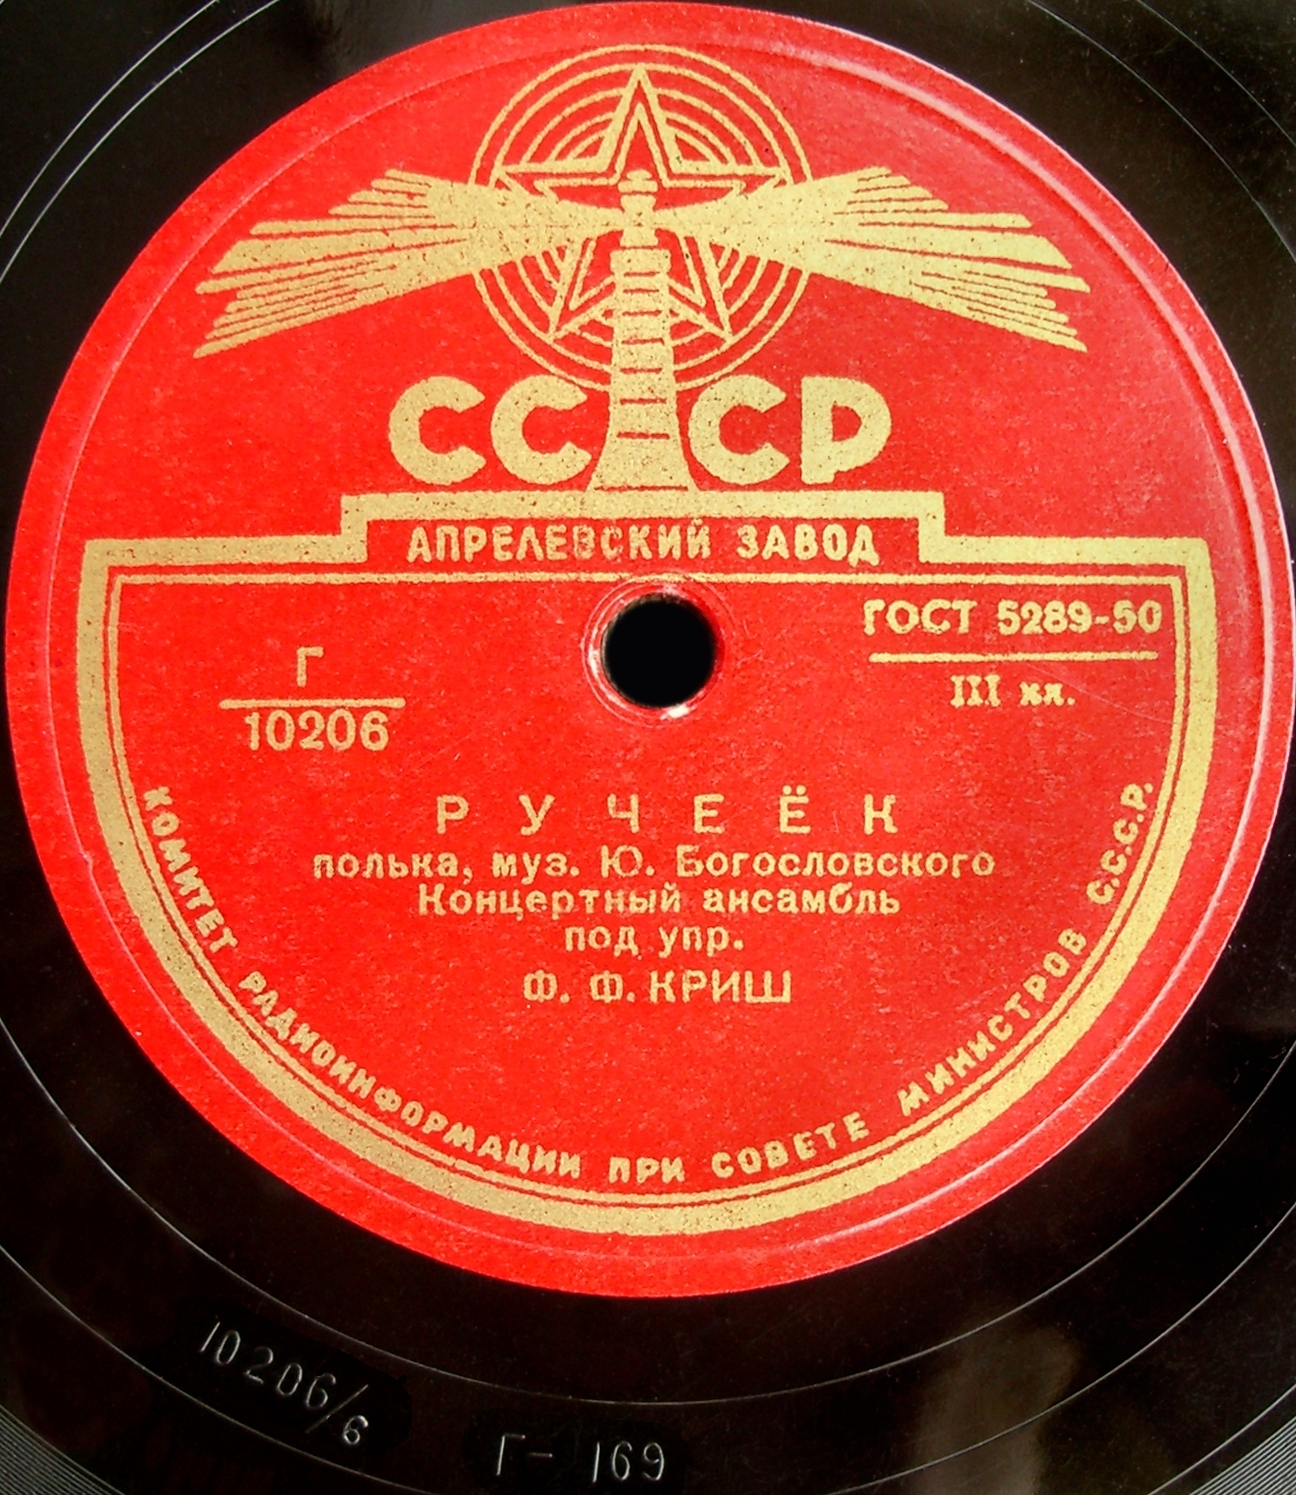 СССР
АПРЕЛЕВСКИЙ ЗАВОД
ГОСТ 5289-50
III кл.
Г
10206
РУЧЕЁК
полька, муз. Ю. Богословского
Концертный ансамбль
под упр.
Ф. Ф. КРИШ
КОМИТЕТ РАДИОИНФОРМАЦИИ ПРИ СОВЕТЕ МИНИСТРОВ С.С.С.Р.
10206/6
Г- 169